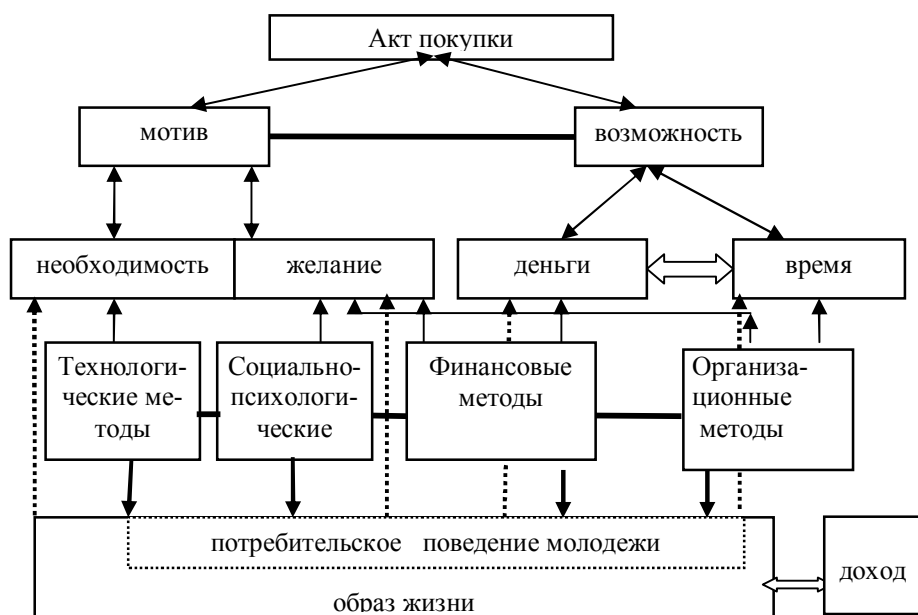 Акт покупки
мотив
возможность
необходимость
желание
деньги
время
Технологи-
ческие ме-
тоды
Социально-
психологи-
ческие
Финансовые
методы
Организа-
ционные
методы
потребительское поведение молодежи
доход
образ жизни